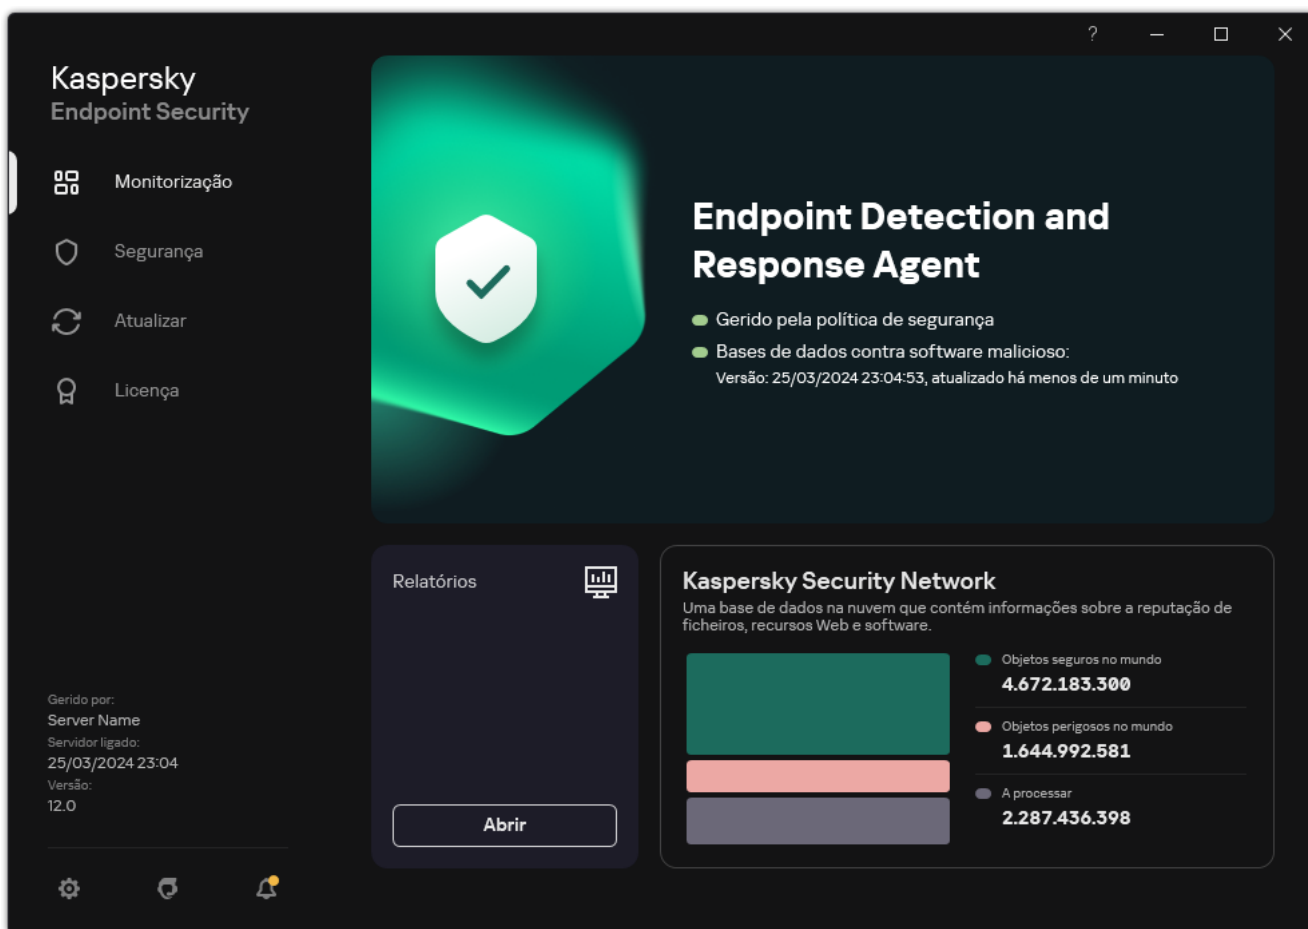 ?
Kaspersky
Endpoint Security
Monitorização
Segurança
Atualizar
Licença
Gerido por:
Server Name
Servidor ligado:
25/03/2024 23:04
Versão:
12.0
Endpoint Detection and
Response Agent
Gerido pela política de segurança
Bases de dados contra software malicioso:
Versão: 25/03/2024 23:04:53, atualizado há menos de um minuto
Relatórios
Abrir
Kaspersky Security Network
Uma base de dados na nuvem que contém informações sobre a reputação de
ficheiros, recursos Web e software.
Objetos seguros no mundo
4.672.183.300
Objetos perigosos no mundo
1.644.992.581
A processar
2.287.436.398